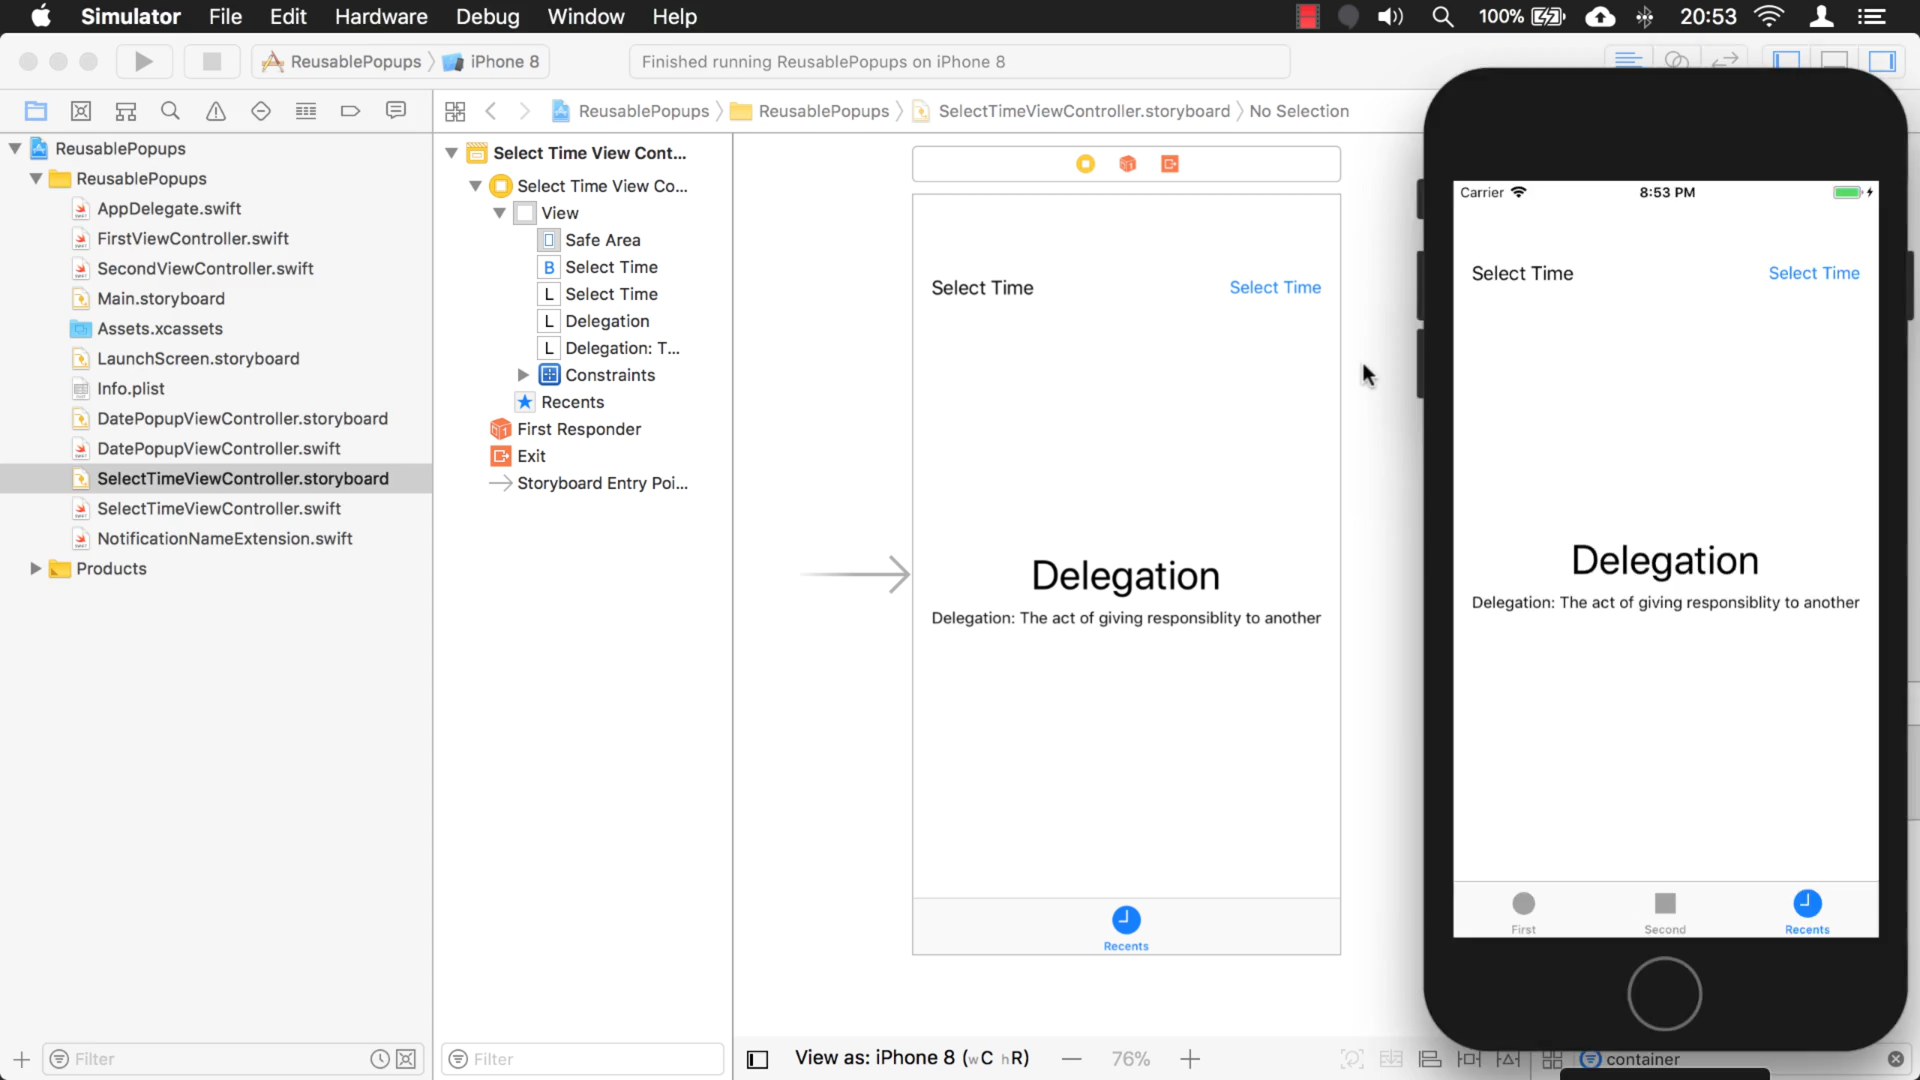 Simulator File Edit Hardware Debug Window Help 100% 20:53
ReusablePopups iPhone 8 Finished running ReusablePopups on iPhone 8
ReusablePopups ReusablePopups SelectTimeViewController.storyboard No Selection
ReusablePopups
ReusablePopups
AppDelegate.swift
FirstViewController.swift
SecondViewController.swift
Main.storyboard
Assets.xcassets
LaunchScreen.storyboard
Info.plist
DatePopupViewController.storyboard
DatePopupViewController.swift
SelectTimeViewController.storyboard
SelectTimeViewController.swift
NotificationNameExtension.swift
Products
Filter
Select Time View Cont...
Select Time View Co...
View
Safe Area
B Select Time
L Select Time
L Delegation
L Delegation: T...
Constraints
Recents
First Responder
Exit
Storyboard Entry Poi...
Filter
Select Time Select Time
Delegation
Delegation: The act of giving responsiblity to another
Recents
View as: iPhone 8 (wC hR) — 76% +
container
Carrier 8:53 PM
Select Time Select Time
Delegation
Delegation: The act of giving responsiblity to another
First Second Recents